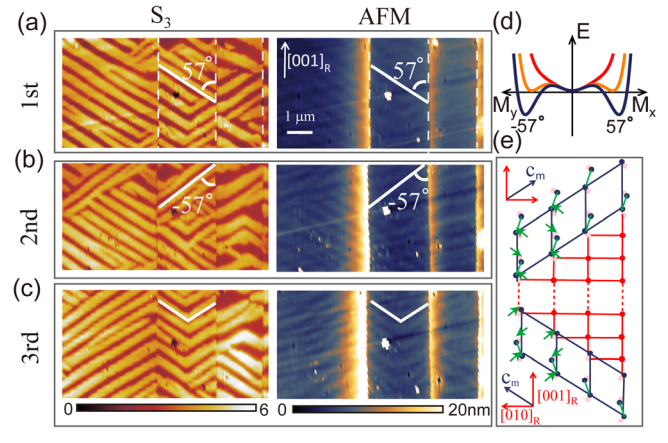 S₃ AFM
(a) 57° [001]R 57° 1 μm
1st
(b) -57° -57°
2nd
(c)
3rd
0 6 0 20nm
(d) E
My Mx
-57° 57°
(e)
cm
cm
[001]R
[010]R